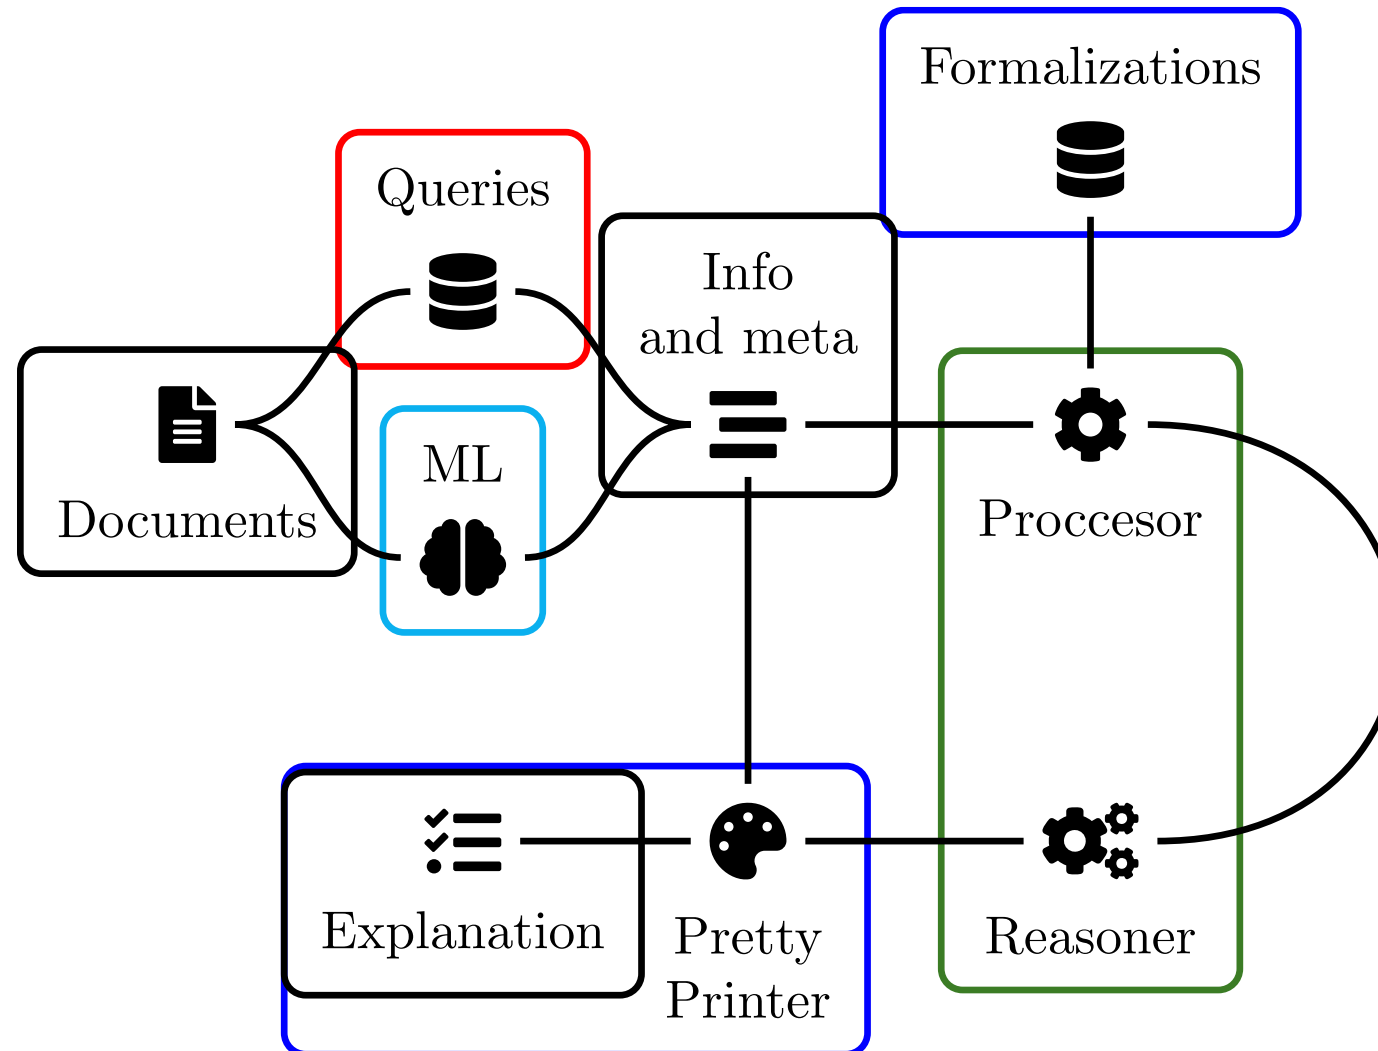 Formalizations
Queries
Info
and meta
ML
Documents
Proccesor
Explanation
Pretty
Printer
Reasoner